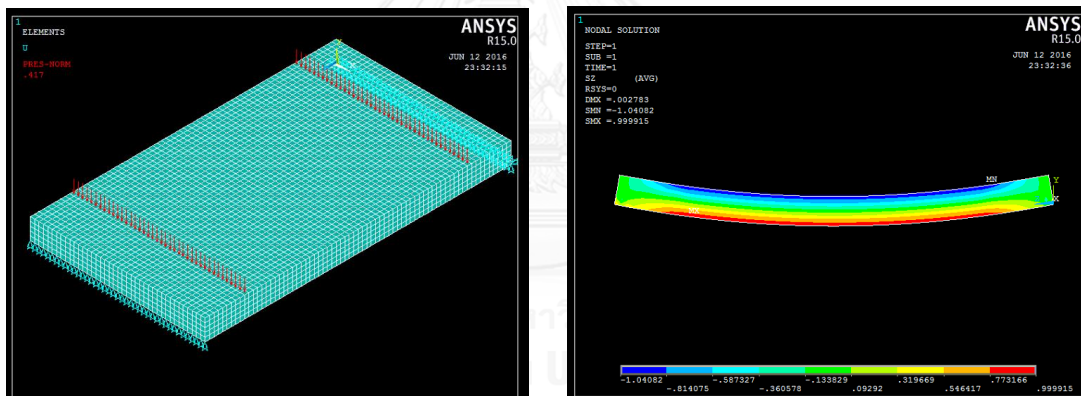 1
ELEMENTS
U
PRES-NORM
.417
ANSYS
R15.0
JUN 12 2016
23:32:15
1
NODAL SOLUTION
STEP=1
SUB =1
TIME=1
SZ (AVG)
RSYS=0
DMX =.002783
SMN =-1.04082
SMX =.999915
ANSYS
R15.0
JUN 12 2016
23:32:36
MN
Y
X
-1.04082 -.587327 -.133829 .319669 .773166
-.814075 -.360578 .09292 .546417 .999915